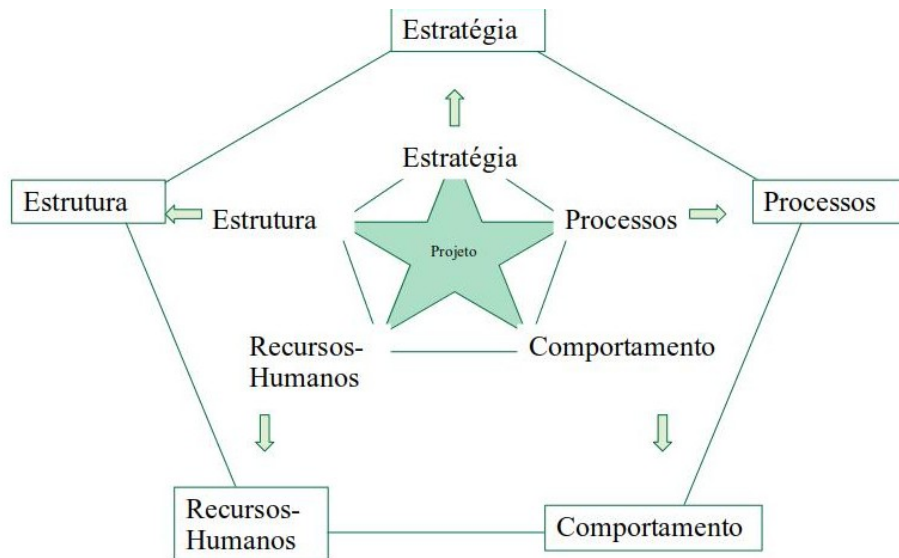 Estratégia
Estratégia
Estrutura
Estrutura
Processos
Processos
Projeto
Recursos-
Humanos
Comportamento
Recursos-
Humanos
Comportamento